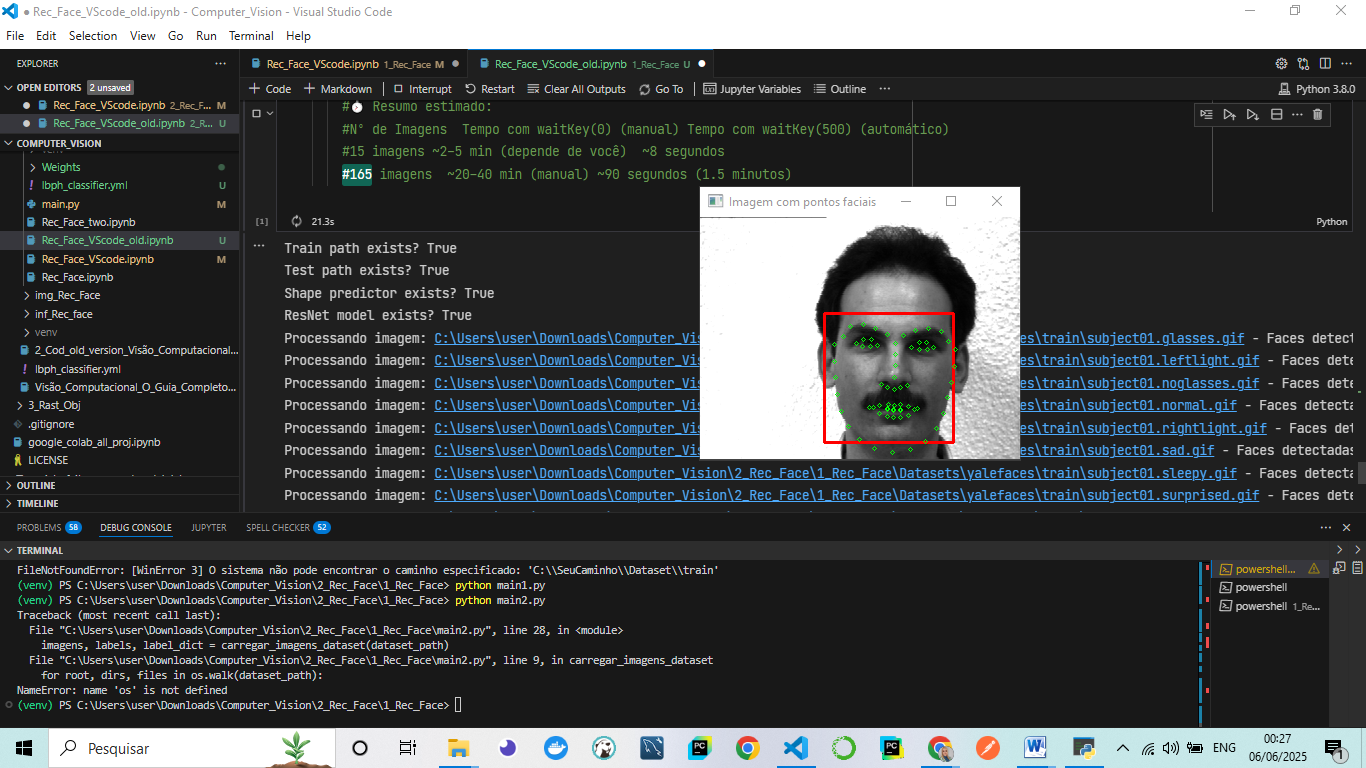 Rec_Face_VScode_old.ipynb - Computer_Vision - Visual Studio Code
File Edit Selection View Go Run Terminal Help
EXPLORER
OPEN EDITORS 2 unsaved
Rec_Face_VScode.ipynb 2_Rec_F... M
Rec_Face_VScode_old.ipynb 2_R... U
COMPUTER_VISION
Weights
lbph_classifier.yml U
main.py M
Rec_Face_two.ipynb
Rec_Face_VScode_old.ipynb U
Rec_Face_VScode.ipynb M
Rec_Face.ipynb
img_Rec_Face
inf_Rec_face
venv
2_Cod_old_version_Visão_Computacional...
lbph_classifier.yml
Visão_Computacional_O_Guia_Completo...
3_Rast_Obj
.gitignore
google_colab_all_proj.ipynb
LICENSE
OUTLINE
TIMELINE
Rec_Face_VScode.ipynb 1_Rec_Face M
Rec_Face_VScode_old.ipynb 1_Rec_Face U
Code Markdown Interrupt Restart Clear All Outputs Go To Jupyter Variables Outline ... Python 3.8.0
#⏱ Resumo estimado:
#Nº de Imagens Tempo com waitKey(0) (manual) Tempo com waitKey(500) (automático)
#15 imagens ~2–5 min (depende de você) ~8 segundos
#165 imagens ~20–40 min (manual) ~90 segundos (1.5 minutos)
[1] 21.3s Python
Imagem com pontos faciais
Train path exists? True
Test path exists? True
Shape predictor exists? True
ResNet model exists? True
Processando imagem: C:\Users\user\Downloads\Computer_Vis es\train\subject01.glasses.gif - Faces detect
Processando imagem: C:\Users\user\Downloads\Computer_Vis es\train\subject01.leftlight.gif - Faces dete
Processando imagem: C:\Users\user\Downloads\Computer_Vis es\train\subject01.noglasses.gif - Faces dete
Processando imagem: C:\Users\user\Downloads\Computer_Vis es\train\subject01.normal.gif - Faces detecta
Processando imagem: C:\Users\user\Downloads\Computer_Vis es\train\subject01.rightlight.gif - Faces det
Processando imagem: C:\Users\user\Downloads\Computer_Vis es\train\subject01.sad.gif - Faces detectadas
Processando imagem: C:\Users\user\Downloads\Computer_Vision\2_Rec_Face\1_Rec_Face\Datasets\yalefaces\train\subject01.sleepy.gif - Faces detecta
Processando imagem: C:\Users\user\Downloads\Computer_Vision\2_Rec_Face\1_Rec_Face\Datasets\yalefaces\train\subject01.surprised.gif - Faces dete
PROBLEMS 58 DEBUG CONSOLE JUPYTER SPELL CHECKER 52
TERMINAL
FileNotFoundError: [WinError 3] O sistema não pode encontrar o caminho especificado: 'C:\\SeuCaminho\\Dataset\\train'
(venv) PS C:\Users\user\Downloads\Computer_Vision\2_Rec_Face\1_Rec_Face> python main1.py
(venv) PS C:\Users\user\Downloads\Computer_Vision\2_Rec_Face\1_Rec_Face> python main2.py
Traceback (most recent call last):
File "C:\Users\user\Downloads\Computer_Vision\2_Rec_Face\1_Rec_Face\main2.py", line 28, in <module>
imagens, labels, label_dict = carregar_imagens_dataset(dataset_path)
File "C:\Users\user\Downloads\Computer_Vision\2_Rec_Face\1_Rec_Face\main2.py", line 9, in carregar_imagens_dataset
for root, dirs, files in os.walk(dataset_path):
NameError: name 'os' is not defined
(venv) PS C:\Users\user\Downloads\Computer_Vision\2_Rec_Face\1_Rec_Face>
powershell...
powershell
powershell 1_Re...
Pesquisar
PC
PC
W
ENG
00:27
06/06/2025
1